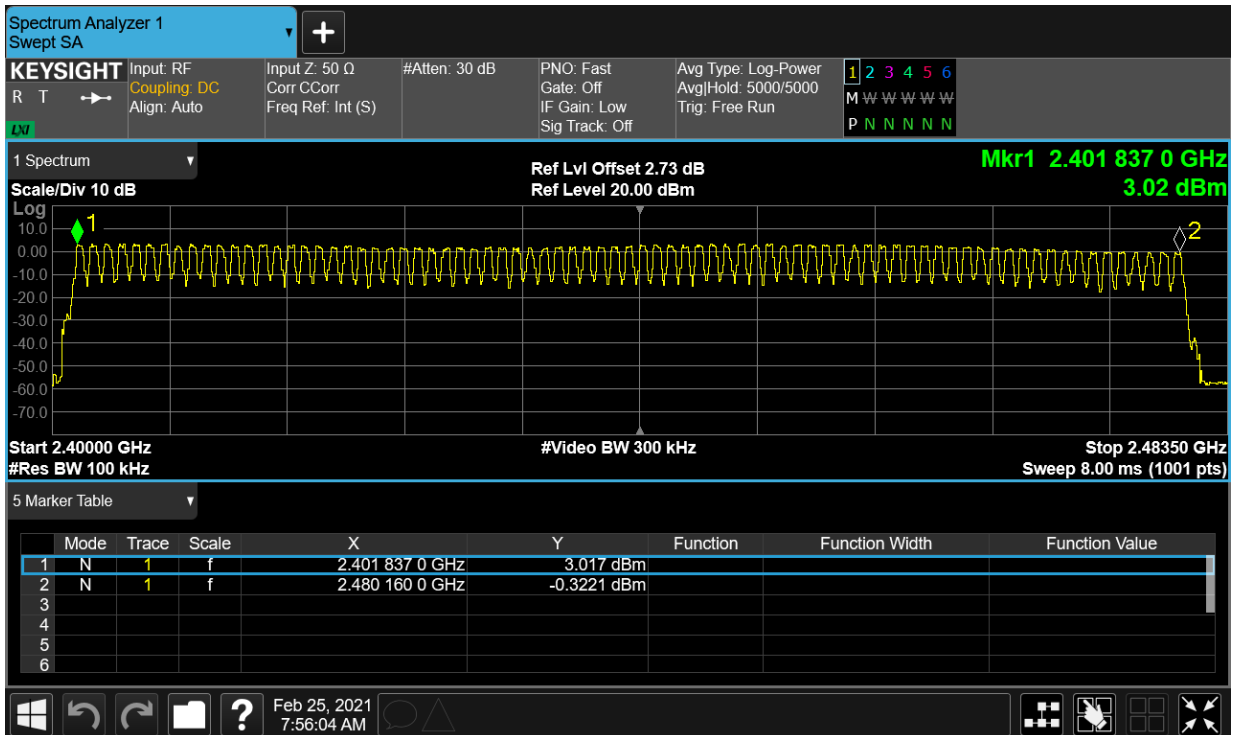 Spectrum Analyzer 1
Swept SA
KEYSIGHT
R T
LXI
Input: RF
Coupling: DC
Align: Auto
Input Z: 50 Ω
Corr CCorr
Freq Ref: Int (S)
#Atten: 30 dB
PNO: Fast
Gate: Off
IF Gain: Low
Sig Track: Off
Avg Type: Log-Power
Avg|Hold: 5000/5000
Trig: Free Run
1 2 3 4 5 6
M W W W W W
P N N N N N
1 Spectrum
Scale/Div 10 dB
Log
Ref Lvl Offset 2.73 dB
Ref Level 20.00 dBm
Mkr1 2.401 837 0 GHz
3.02 dBm
1
2
10.0
0.00
-10.0
-20.0
-30.0
-40.0
-50.0
-60.0
-70.0
Start 2.40000 GHz
#Res BW 100 kHz
#Video BW 300 kHz
Stop 2.48350 GHz
Sweep 8.00 ms (1001 pts)
5 Marker Table
Mode Trace Scale X Y Function Function Width Function Value
1 N 1 f 2.401 837 0 GHz 3.017 dBm
2 N 1 f 2.480 160 0 GHz -0.3221 dBm
3
4
5
6
?
Feb 25, 2021
7:56:04 AM